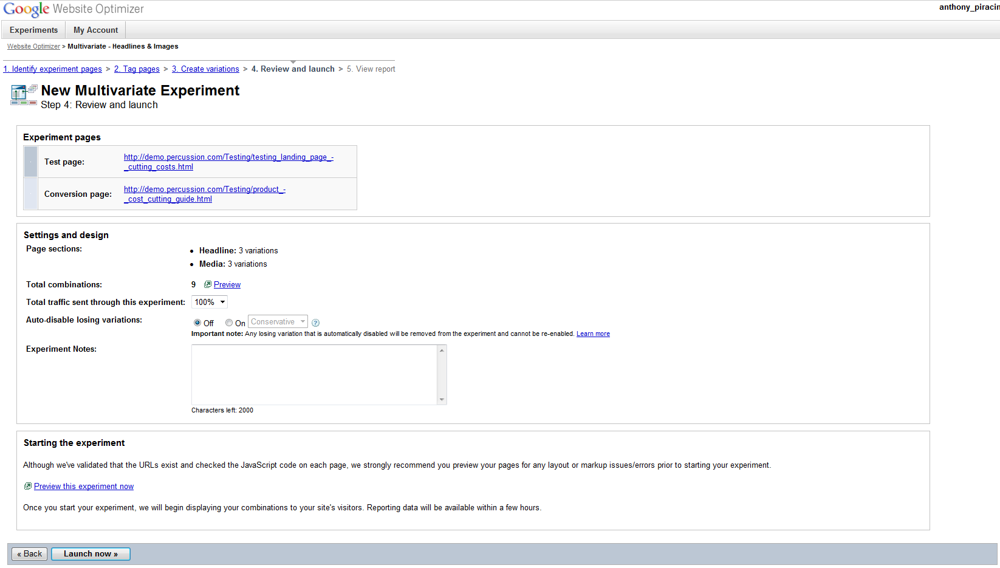 Google Website Optimizer
anthony_piracin
Experiments My Account
Website Optimizer > Multivariate - Headlines & Images
1. Identify experiment pages > 2. Tag pages > 3. Create variations > 4. Review and launch > 5. View report
New Multivariate Experiment
Step 4: Review and launch
Experiment pages
Test page: http://demo.percussion.com/Testing/testing_landing_page_-
_cutting_costs.html
Conversion page: http://demo.percussion.com/Testing/product_-
_cost_cutting_guide.html
Settings and design
Page sections:
• Headline: 3 variations
• Media: 3 variations
Total combinations: 9 Preview
Total traffic sent through this experiment: 100%
Auto-disable losing variations: Off On Conservative ?
Important note: Any losing variation that is automatically disabled will be removed from the experiment and cannot be re-enabled. Learn more
Experiment Notes:
Characters left: 2000
Starting the experiment
Although we've validated that the URLs exist and checked the JavaScript code on each page, we strongly recommend you preview your pages for any layout or markup issues/errors prior to starting your experiment.
Preview this experiment now
Once you start your experiment, we will begin displaying your combinations to your site's visitors. Reporting data will be available within a few hours.
« Back Launch now »